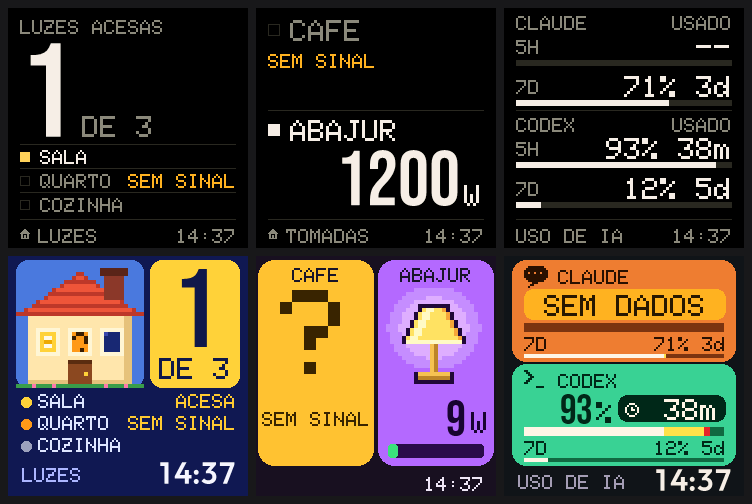 LUZES ACESAS
1 DE 3
SALA
QUARTO SEM SINAL
COZINHA
LUZES 14:37
CAFE
SEM SINAL
ABAJUR
1200W
TOMADAS 14:37
CLAUDE USADO
5H --
7D 71% 3d
CODEX USADO
5H 93% 38m
7D 12% 5d
USO DE IA 14:37
1
DE 3
SALA ACESA
QUARTO SEM SINAL
COZINHA
LUZES 14:37
CAFE
?
SEM SINAL
ABAJUR
9W
14:37
CLAUDE
SEM DADOS
7D 71% 3d
>_ CODEX
93% 38m
7D 12% 5d
USO DE IA 14:37